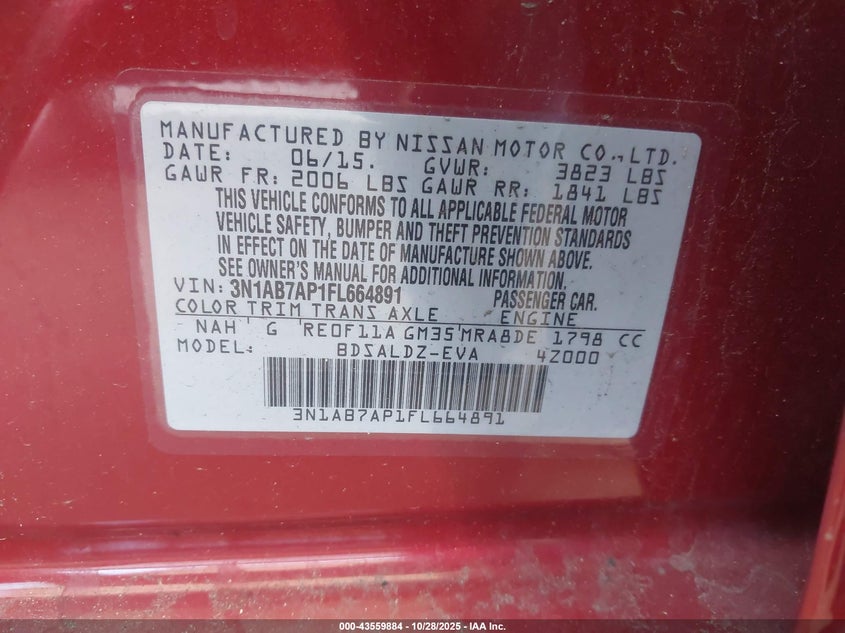 MANUFACTURED BY NISSAN MOTOR CO., LTD.
DATE: 06/15. GVWR: 3823 LBS
GAWR FR: 2006 LBS GAWR RR: 1841 LBS
THIS VEHICLE CONFORMS TO ALL APPLICABLE FEDERAL MOTOR
VEHICLE SAFETY, BUMPER AND THEFT PREVENTION STANDARDS
IN EFFECT ON THE DATE OF MANUFACTURE SHOWN ABOVE.
SEE OWNER'S MANUAL FOR ADDITIONAL INFORMATION.
VIN: 3N1AB7AP1FL664891 PASSENGER CAR.
COLOR TRIM TRANS AXLE ENGINE
NAH G RE0F11A GM35 MRA8DE 1798 CC
MODEL: BDSALDZ-EVA 4Z000
3N1AB7AP1FL664891
000-43559884 | 10/28/2025 - IAA Inc.